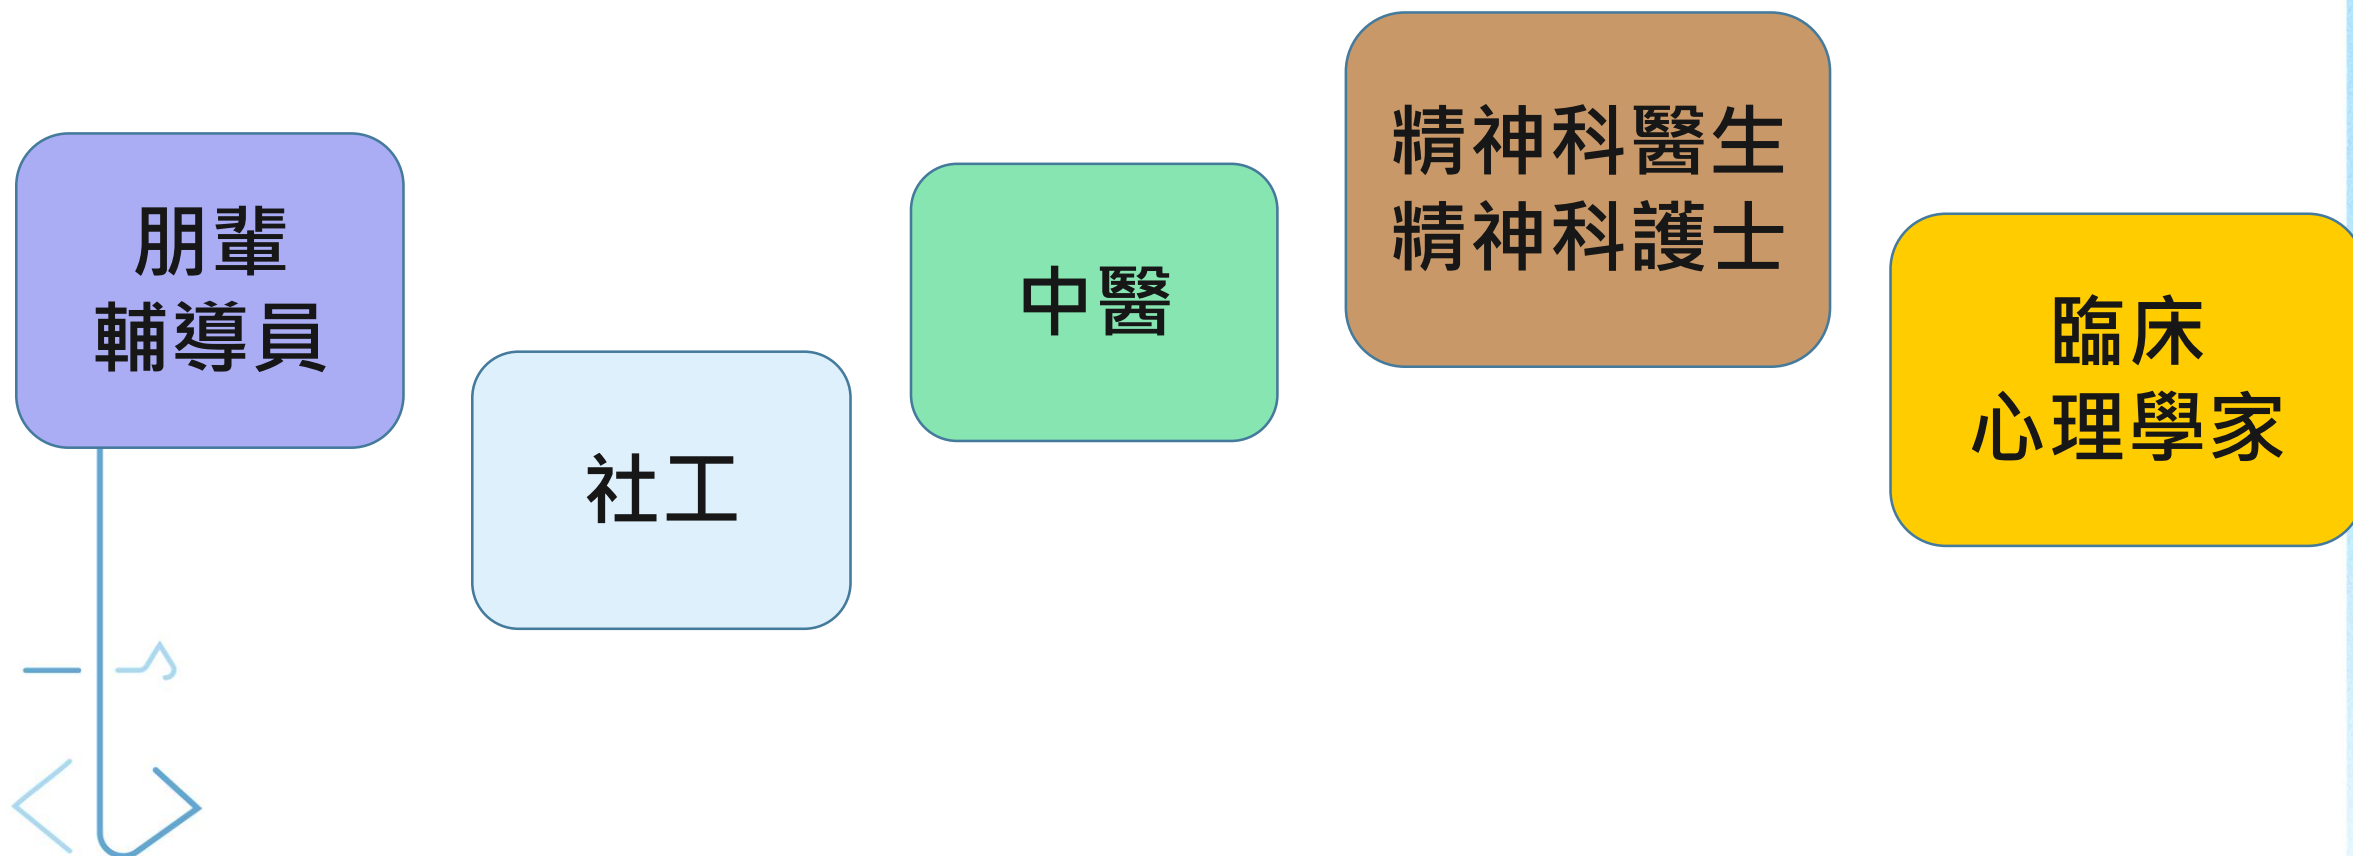 朋輩
輔導員
社工
中醫
精神科醫生
精神科護士
臨床
心理學家